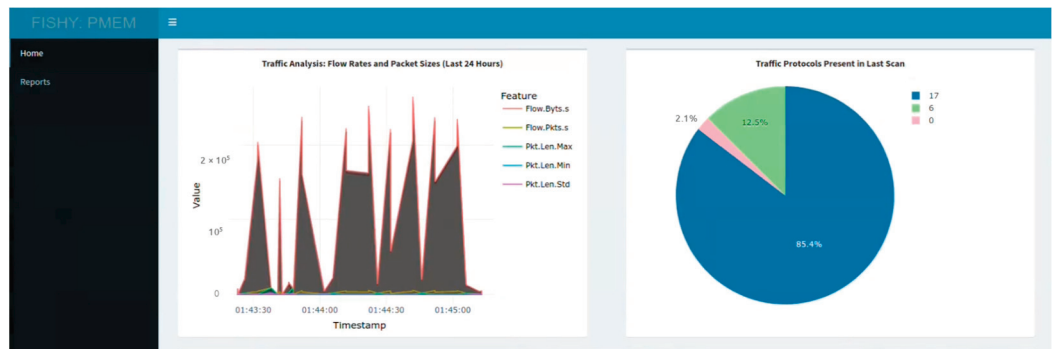 FISHY. PMEM
☰
Home
Reports
Traffic Analysis: Flow Rates and Packet Sizes (Last 24 Hours)
Feature
Flow.Byts.s
Flow.Pkts.s
Pkt.Len.Max
Pkt.Len.Min
Pkt.Len.Std
Value
2 × 10⁵
10⁵
0
01:43:30 01:44:00 01:44:30 01:45:00
Timestamp
Traffic Protocols Present in Last Scan
17
6
0
2.1%
12.5%
85.4%